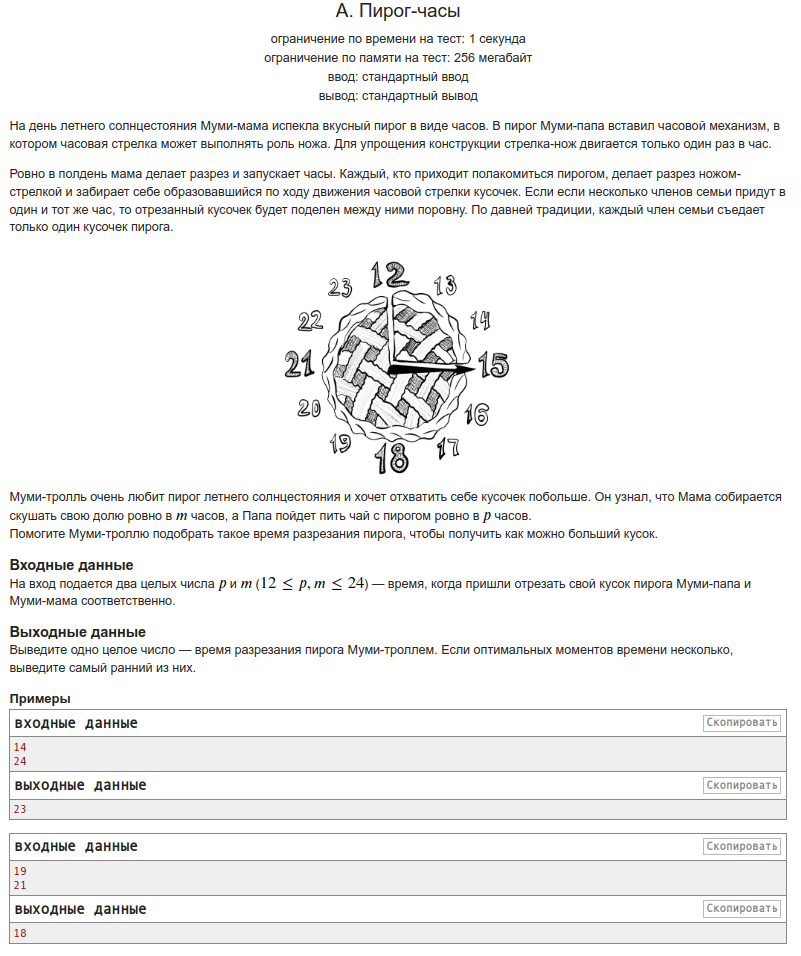 A. Пирог-часы
ограничение по времени на тест: 1 секунда
ограничение по памяти на тест: 256 мегабайт
ввод: стандартный ввод
вывод: стандартный вывод
На день летнего солнцестояния Муми-мама испекла вкусный пирог в виде часов. В пирог Муми-папа вставил часовой механизм, в
котором часовая стрелка может выполнять роль ножа. Для упрощения конструкции стрелка-нож двигается только один раз в час.
Ровно в полдень мама делает разрез и запускает часы. Каждый, кто приходит полакомиться пирогом, делает разрез ножом-
стрелкой и забирает себе образовавшийся по ходу движения часовой стрелки кусочек. Если если несколько членов семьи придут в
один и тот же час, то отрезанный кусочек будет поделен между ними поровну. По давней традиции, каждый член семьи съедает
только один кусочек пирога.
12
23
13
22
14
21
15
20
16
19
17
18
Муми-тролль очень любит пирог летнего солнцестояния и хочет отхватить себе кусочек побольше. Он узнал, что Мама собирается
скушать свою долю ровно в m часов, а Папа пойдет пить чай с пирогом ровно в p часов.
Помогите Муми-троллю подобрать такое время разрезания пирога, чтобы получить как можно больший кусок.
Входные данные
На вход подается два целых числа p и m (12 ≤ p, m ≤ 24) — время, когда пришли отрезать свой кусок пирога Муми-папа и
Муми-мама соответственно.
Выходные данные
Выведите одно целое число — время разрезания пирога Муми-троллем. Если оптимальных моментов времени несколько,
выведите самый ранний из них.
Примеры
входные данные
Скопировать
14
24
выходные данные
Скопировать
23
входные данные
Скопировать
19
21
выходные данные
Скопировать
18